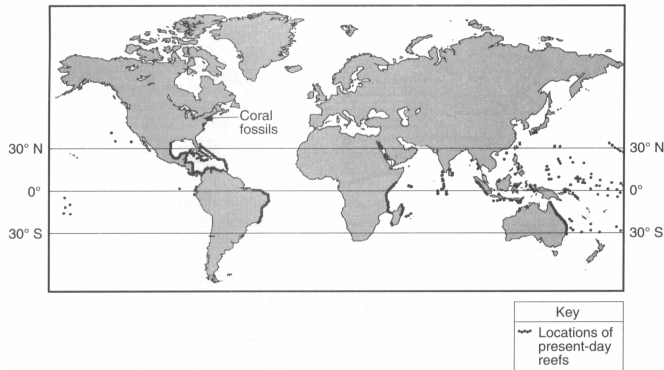 Coral
fossils
30° N
30° N
0°
0°
30° S
30° S
Key
Locations of
present-day
reefs